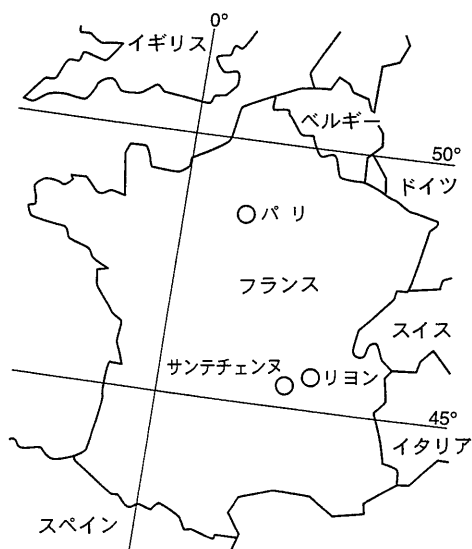 0°
イギリス
ベルギー
50°
ドイツ
パリ
フランス
スイス
サンテチェンヌ
リヨン
45°
イタリア
スペイン